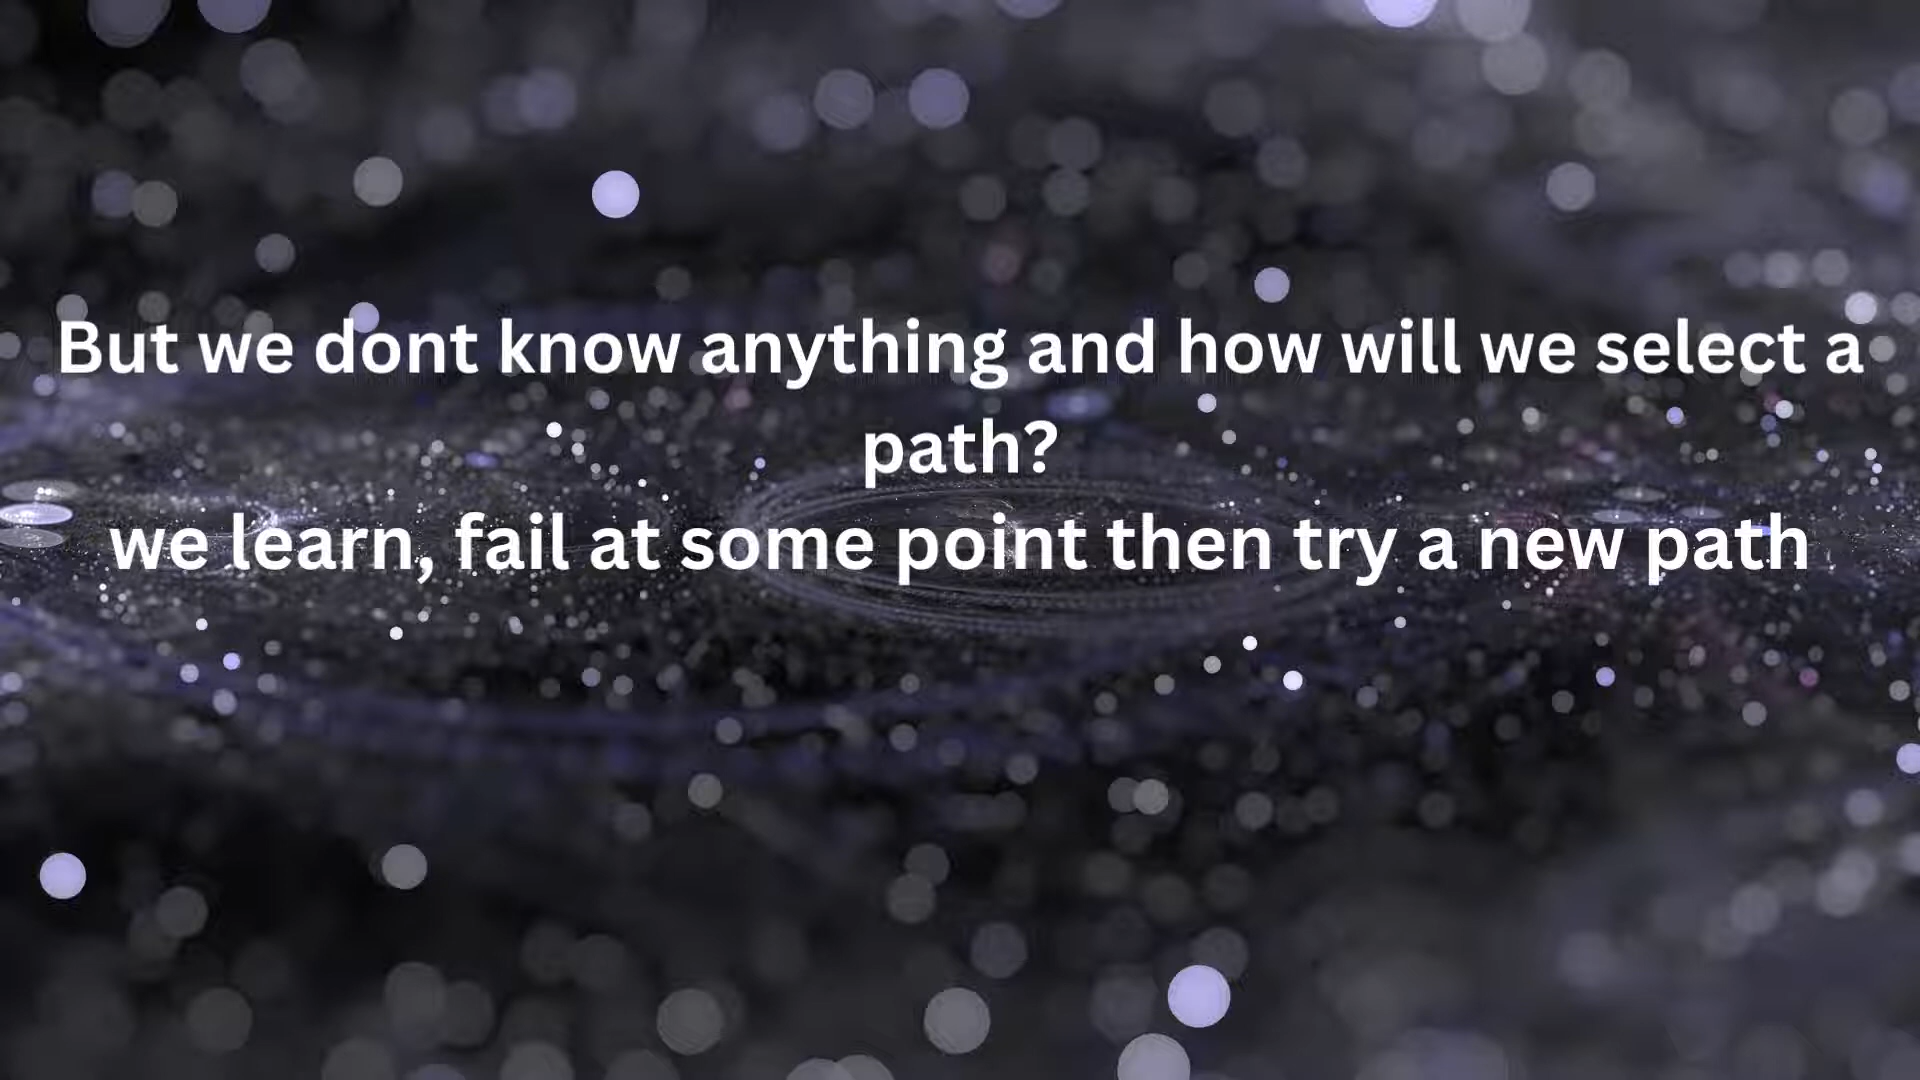 But we dont know anything and how will we select a
path?
we learn, fail at some point then try a new path